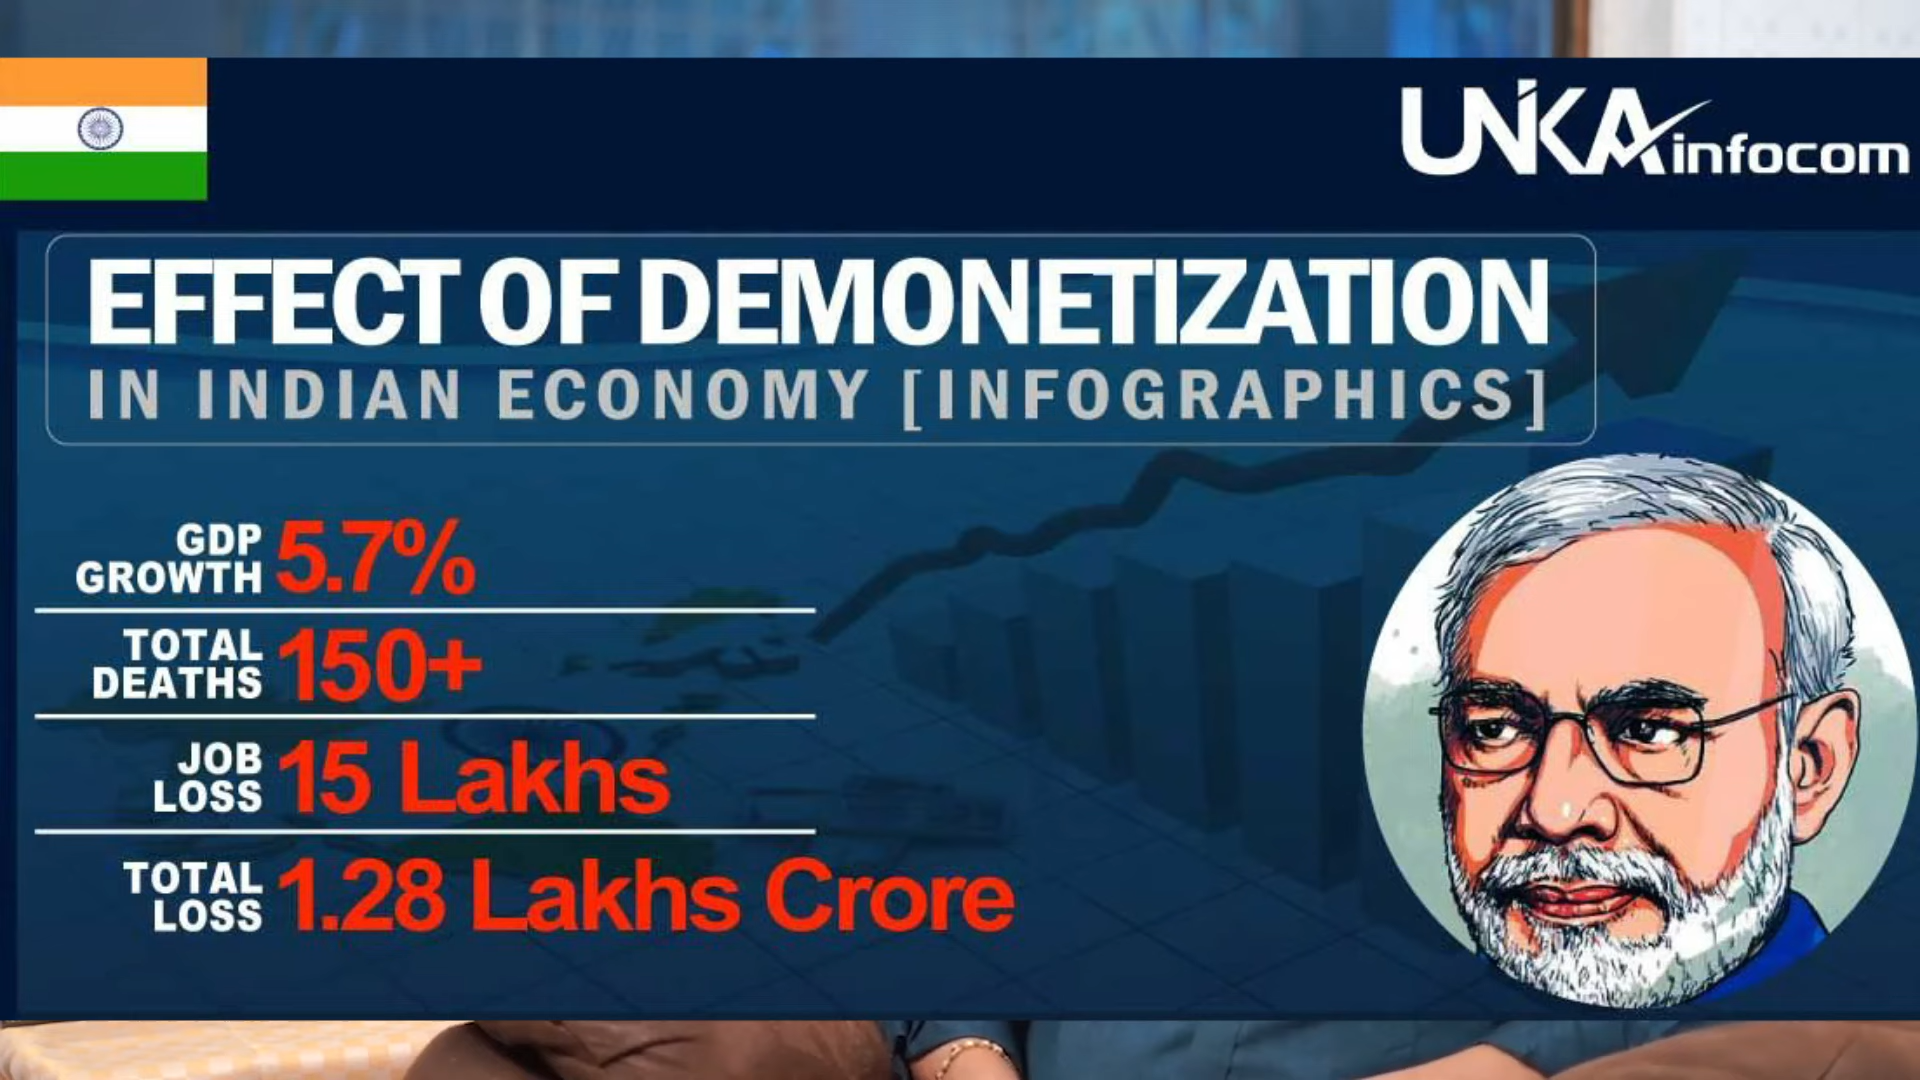 UNIKA infocom
EFFECT OF DEMONETIZATION
IN INDIAN ECONOMY [INFOGRAPHICS]
GDP
GROWTH 5.7%
TOTAL
DEATHS 150+
JOB
LOSS 15 Lakhs
TOTAL
LOSS 1.28 Lakhs Crore